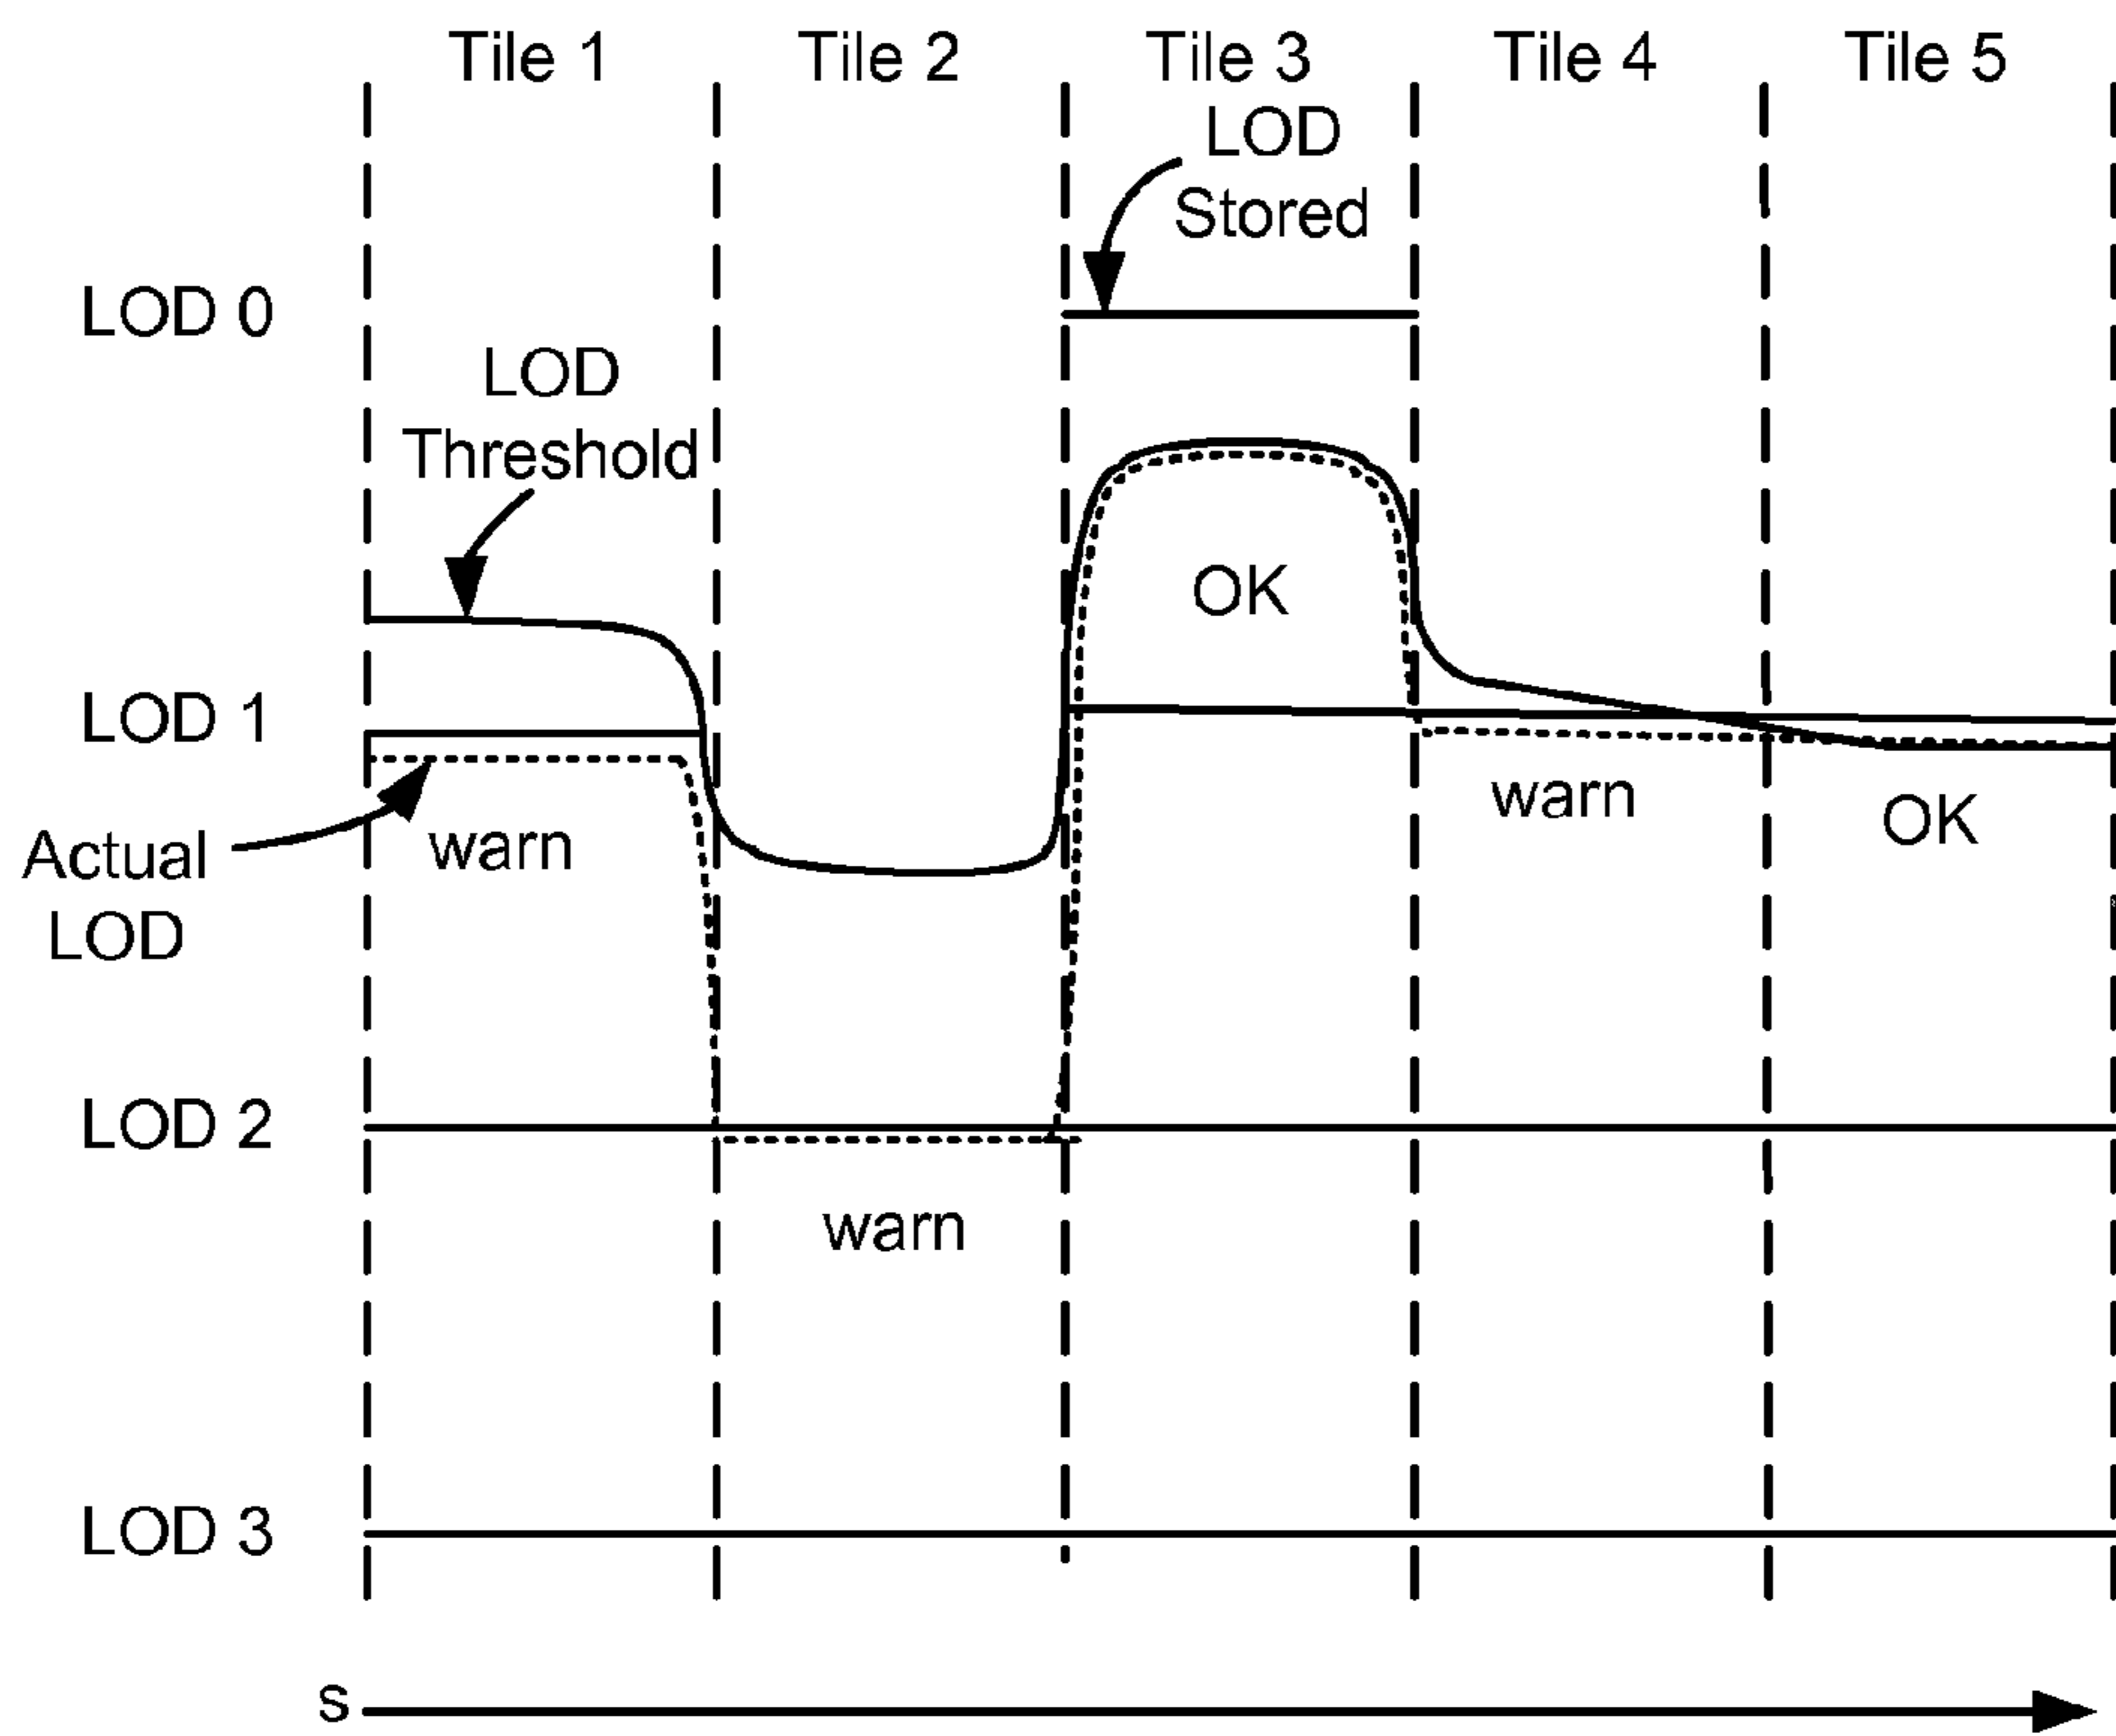 Tile 1
Tile 2
Tile 3
Tile 4
Tile 5
LOD
Stored
LOD 0
LOD
Threshold
OK
LOD 1
warn
OK
Actual
LOD
warn
LOD 2
warn
LOD 3
s